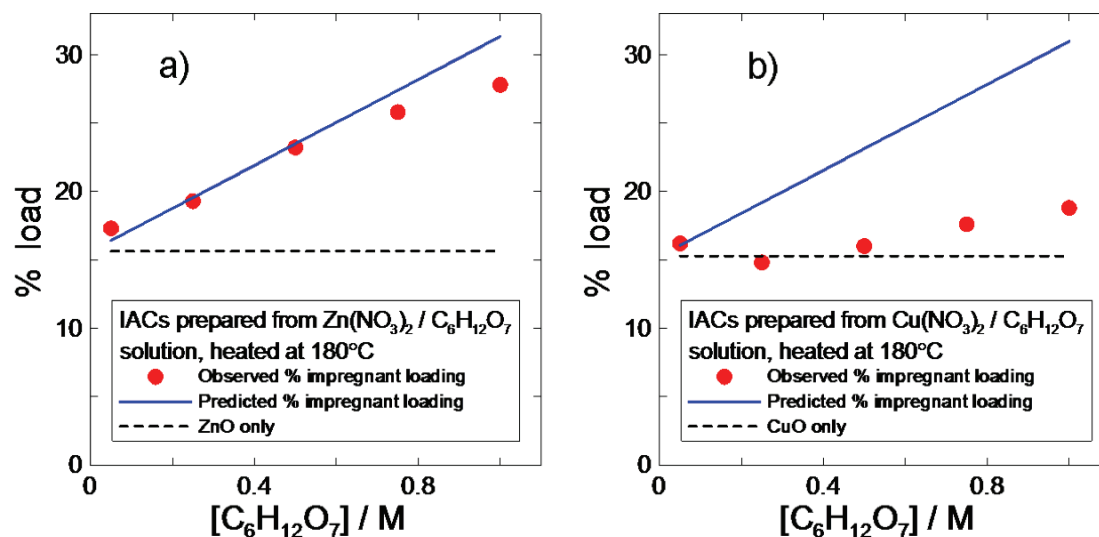 a)
% load
30
20
10
0
IACs prepared from Zn(NO₃)₂ / C₆H₁₂O₇
solution, heated at 180°C
Observed % impregnant loading
Predicted % impregnant loading
ZnO only
0 0.4 0.8
[C₆H₁₂O₇] / M
b)
% load
30
20
10
0
IACs prepared from Cu(NO₃)₂ / C₆H₁₂O₇
solution, heated at 180°C
Observed % impregnant loading
Predicted % impregnant loading
CuO only
0 0.4 0.8
[C₆H₁₂O₇] / M